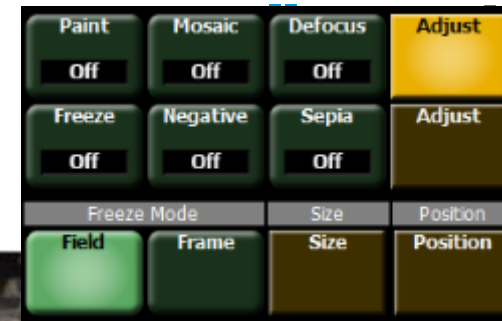 Paint Mosaic Defocus Adjust
Off Off Off
Freeze Negative Sepia Adjust
Off Off Off
Freeze Mode Size Position
Field Frame Size Position